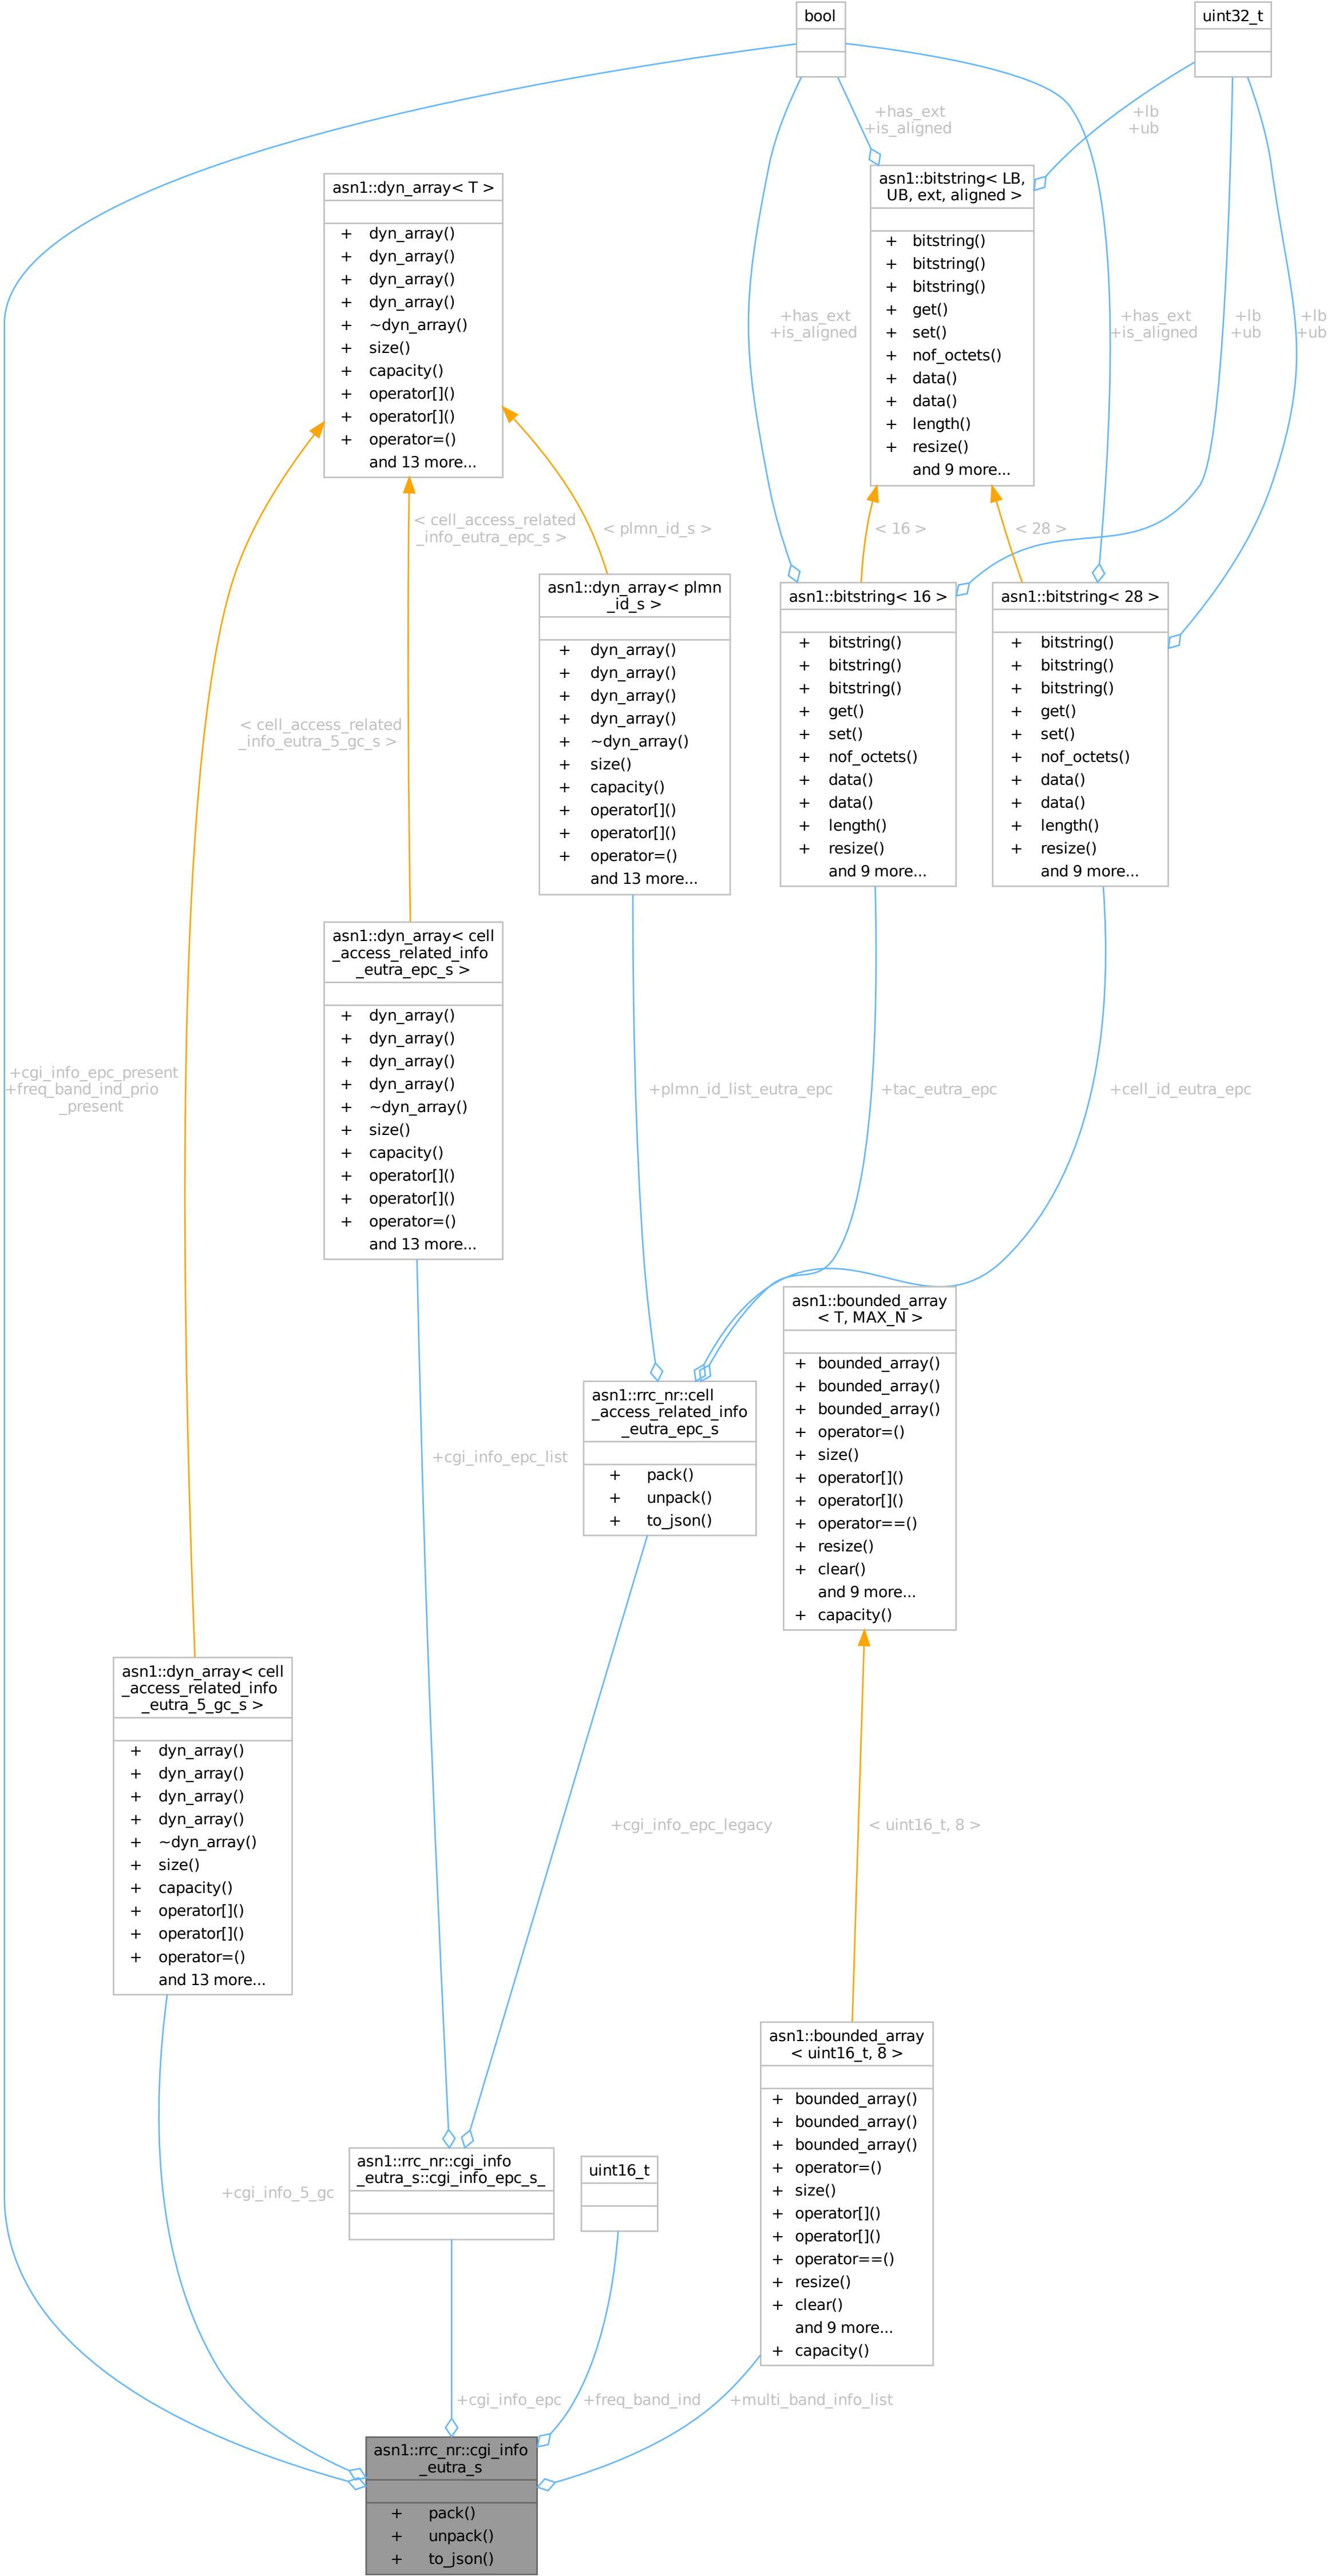 bool
uint32_t
+has_ext
+is_aligned
+lb
+ub
asn1::bitstring< LB,
UB, ext, aligned >
+ bitstring()
+ bitstring()
+ bitstring()
+ get()
+ set()
+ nof_octets()
+ data()
+ data()
+ length()
+ resize()
and 9 more...
asn1::dyn_array< T >
+ dyn_array()
+ dyn_array()
+ dyn_array()
+ dyn_array()
+ ~dyn_array()
+ size()
+ capacity()
+ operator[]()
+ operator[]()
+ operator=()
and 13 more...
+has_ext
+is_aligned
+has_ext
+is_aligned
+lb
+ub
+lb
+ub
< cell_access_related
_info_eutra_epc_s >
< plmn_id_s >
< 16 >
< 28 >
asn1::dyn_array< plmn
_id_s >
+ dyn_array()
+ dyn_array()
+ dyn_array()
+ dyn_array()
+ ~dyn_array()
+ size()
+ capacity()
+ operator[]()
+ operator[]()
+ operator=()
and 13 more...
asn1::bitstring< 16 >
+ bitstring()
+ bitstring()
+ bitstring()
+ get()
+ set()
+ nof_octets()
+ data()
+ data()
+ length()
+ resize()
and 9 more...
asn1::bitstring< 28 >
+ bitstring()
+ bitstring()
+ bitstring()
+ get()
+ set()
+ nof_octets()
+ data()
+ data()
+ length()
+ resize()
and 9 more...
< cell_access_related
_info_eutra_5_gc_s >
asn1::dyn_array< cell
_access_related_info
_eutra_epc_s >
+ dyn_array()
+ dyn_array()
+ dyn_array()
+ dyn_array()
+ ~dyn_array()
+ size()
+ capacity()
+ operator[]()
+ operator[]()
+ operator=()
and 13 more...
+cgi_info_epc_present
+freq_band_ind_prio
_present
+plmn_id_list_eutra_epc
+tac_eutra_epc
+cell_id_eutra_epc
asn1::bounded_array
< T, MAX_N >
+ bounded_array()
+ bounded_array()
+ bounded_array()
+ operator=()
+ size()
+ operator[]()
+ operator[]()
+ operator==()
+ resize()
+ clear()
and 9 more...
+ capacity()
asn1::rrc_nr::cell
_access_related_info
_eutra_epc_s
+ pack()
+ unpack()
+ to_json()
+cgi_info_epc_list
asn1::dyn_array< cell
_access_related_info
_eutra_5_gc_s >
+ dyn_array()
+ dyn_array()
+ dyn_array()
+ dyn_array()
+ ~dyn_array()
+ size()
+ capacity()
+ operator[]()
+ operator[]()
+ operator=()
and 13 more...
+cgi_info_epc_legacy
< uint16_t, 8 >
asn1::bounded_array
< uint16_t, 8 >
+ bounded_array()
+ bounded_array()
+ bounded_array()
+ operator=()
+ size()
+ operator[]()
+ operator[]()
+ operator==()
+ resize()
+ clear()
and 9 more...
+ capacity()
+cgi_info_5_gc
asn1::rrc_nr::cgi_info
_eutra_s::cgi_info_epc_s_
uint16_t
+cgi_info_epc
+freq_band_ind
+multi_band_info_list
asn1::rrc_nr::cgi_info
_eutra_s
+ pack()
+ unpack()
+ to_json()